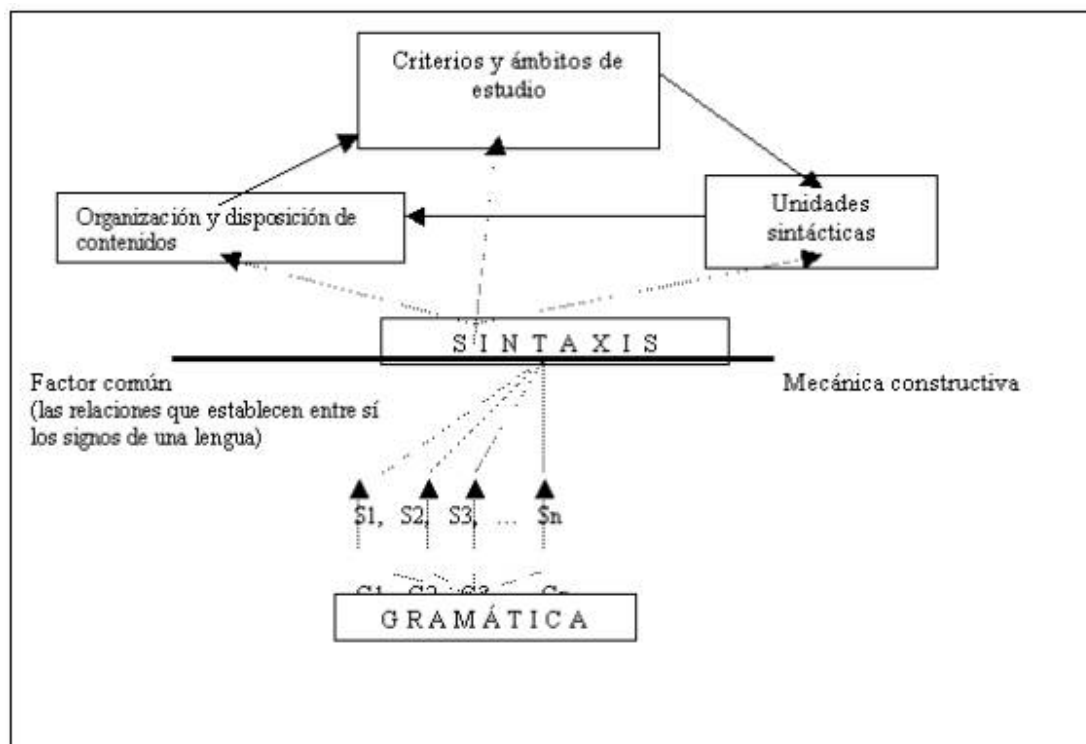 Criterios y ámbitos de
estudio
Organización y disposición de
contenidos
Unidades
sintácticas
S I N T A X I S
Factor común
(las relaciones que establecen entre sí
los signos de una lengua)
Mecánica constructiva
S1, S2, S3, ... Sn
G R A M Á T I C A